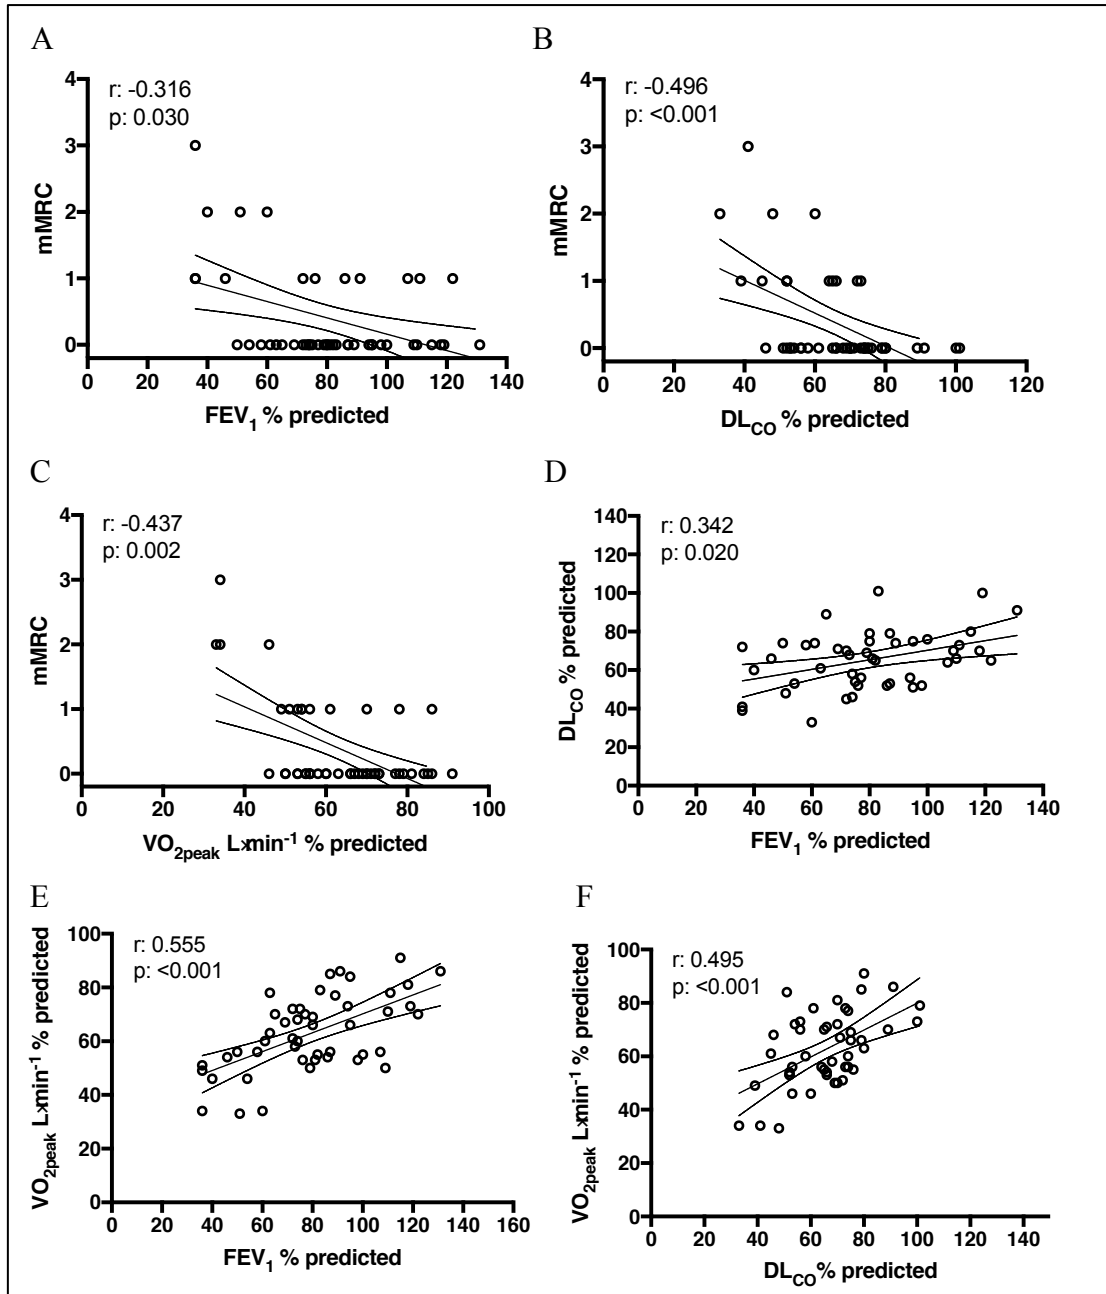 A
r: -0.316
p: 0.030
4
3
2
1
0
mMRC
0 20 40 60 80 100 120 140
FEV1 % predicted
B
r: -0.496
p: <0.001
4
3
2
1
0
mMRC
0 20 40 60 80 100 120
DLCO % predicted
C
r: -0.437
p: 0.002
4
3
2
1
0
mMRC
0 20 40 60 80 100
VO2peak L×min-1 % predicted
D
r: 0.342
p: 0.020
140
120
100
80
60
40
20
0
DLCO % predicted
0 20 40 60 80 100 120 140
FEV1 % predicted
E
r: 0.555
p: <0.001
100
80
60
40
20
0
VO2peak L×min-1 % predicted
0 20 40 60 80 100 120 140 160
FEV1 % predicted
F
r: 0.495
p: <0.001
100
80
60
40
20
0
VO2peak L×min-1 % predicted
0 20 40 60 80 100 120 140
DLCO% predicted